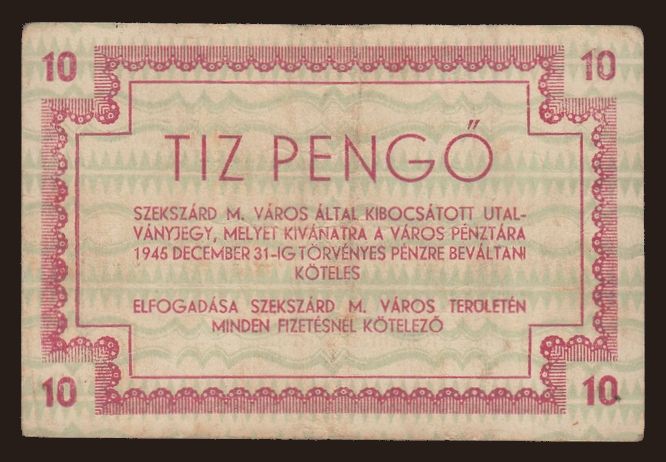 10 10
TIZ PENGŐ
SZEKSZÁRD M. VÁROS ÁLTAL KIBOCSÁTOTT UTAL-
VÁNYJEGY, MELYET KIVÁNATRA A VÁROS PÉNZTÁRA
1945 DECEMBER 31-IG TÖRVÉNYES PÉNZRE BEVÁLTANI
KÖTELES
ELFOGADÁSA SZEKSZÁRD M. VÁROS TERÜLETÉN
MINDEN FIZETÉSNÉL KÖTELEZŐ
10 10